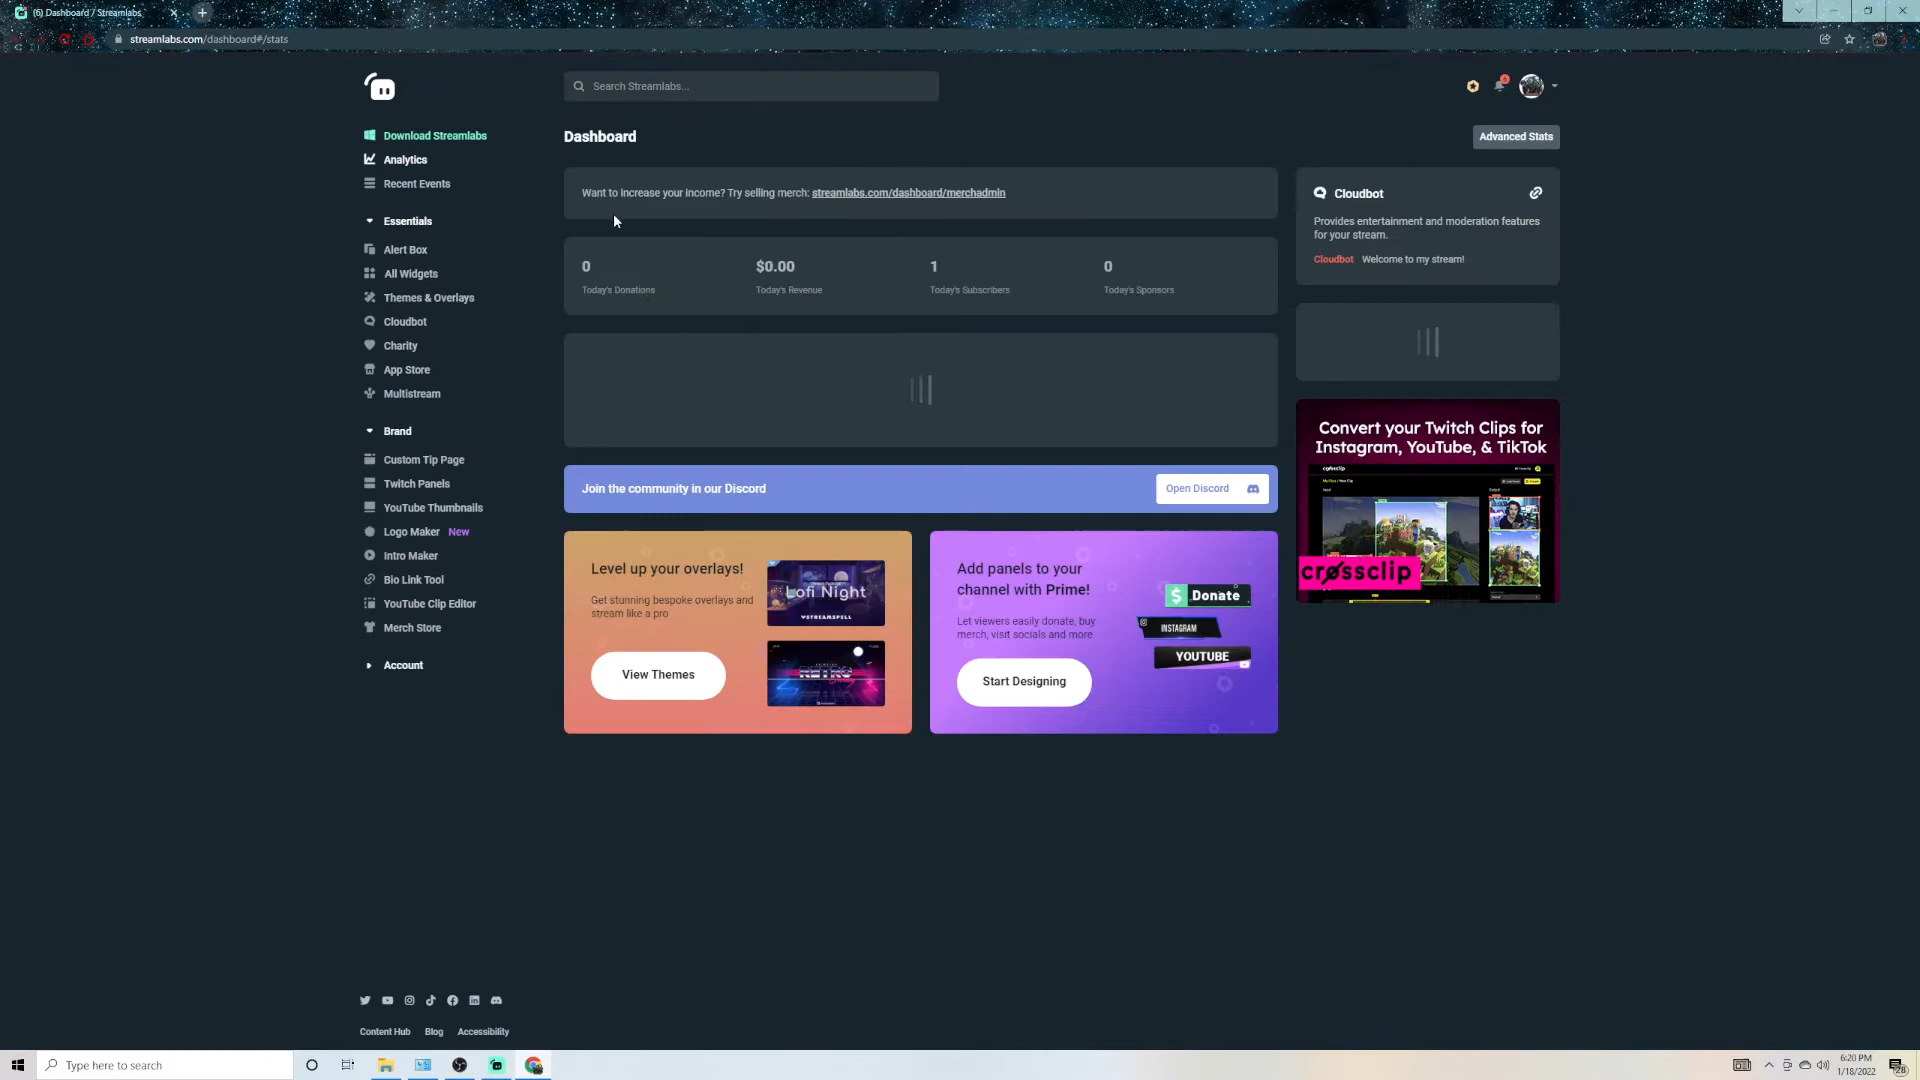 (6) Dashboard / Streamlabs
streamlabs.com/dashboard#/stats
Search Streamlabs...
Download Streamlabs
Analytics
Recent Events
Essentials
Alert Box
All Widgets
Themes & Overlays
Cloudbot
Charity
App Store
Multistream
Brand
Custom Tip Page
Twitch Panels
YouTube Thumbnails
Logo Maker New
Intro Maker
Bio Link Tool
YouTube Clip Editor
Merch Store
Account
Dashboard
Advanced Stats
Want to increase your income? Try selling merch: streamlabs.com/dashboard/merchadmin
0
Today's Donations
$0.00
Today's Revenue
1
Today's Subscribers
0
Today's Sponsors
Join the community in our Discord
Open Discord
Level up your overlays!
Get stunning bespoke overlays and
stream like a pro
View Themes
Lofi Night
STREAMSPELL
RETRO
Add panels to your
channel with Prime!
Let viewers easily donate, buy
merch, visit socials and more
Start Designing
$ Donate
INSTAGRAM
YOUTUBE
Cloudbot
Provides entertainment and moderation features
for your stream.
Cloudbot Welcome to my stream!
Convert your Twitch Clips for
Instagram, YouTube, & TikTok
crossclip
crøssclip
Content Hub Blog Accessibility
Type here to search
6:20 PM
1/18/2022
28